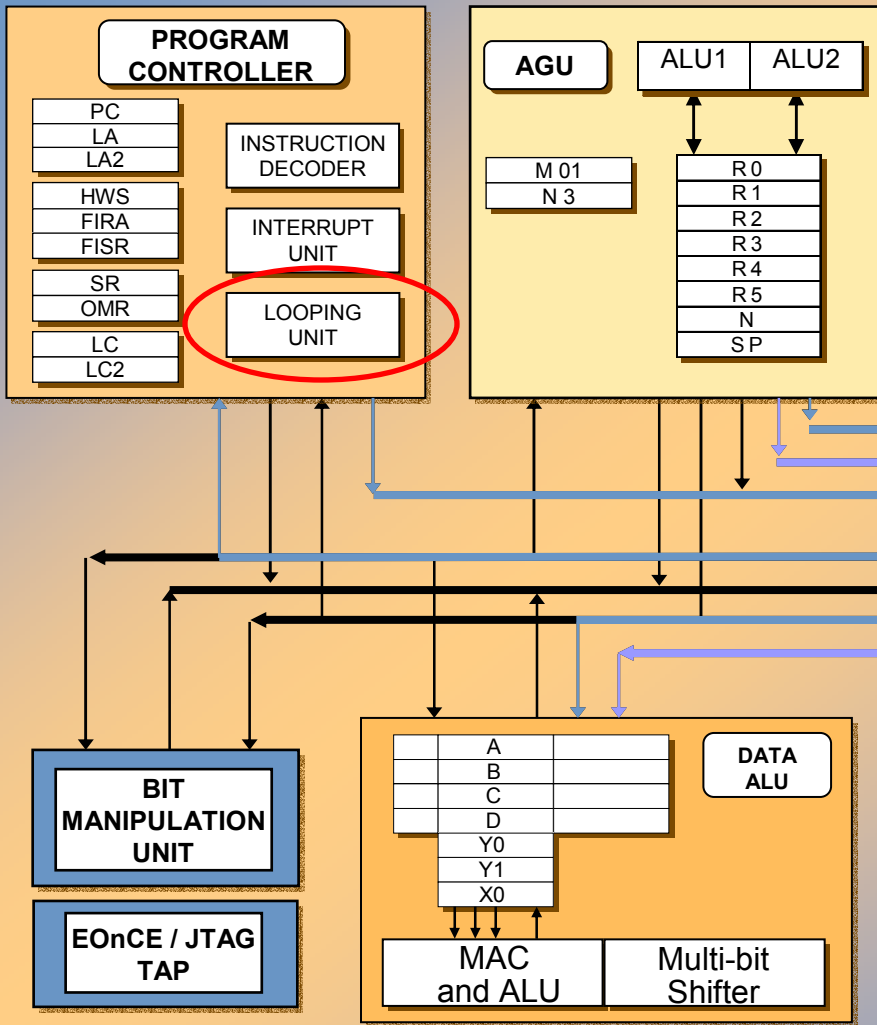 PROGRAM
CONTROLLER
PC
LA
LA2
HWS
FIRA
FISR
SR
OMR
LC
LC2
INSTRUCTION
DECODER
INTERRUPT
UNIT
LOOPING
UNIT
AGU
ALU1
ALU2
M 01
N 3
R 0
R 1
R 2
R 3
R 4
R 5
N
S P
BIT
MANIPULATION
UNIT
EOnCE / JTAG
TAP
A
B
C
D
Y0
Y1
X0
DATA
ALU
MAC
and ALU
Multi-bit
Shifter